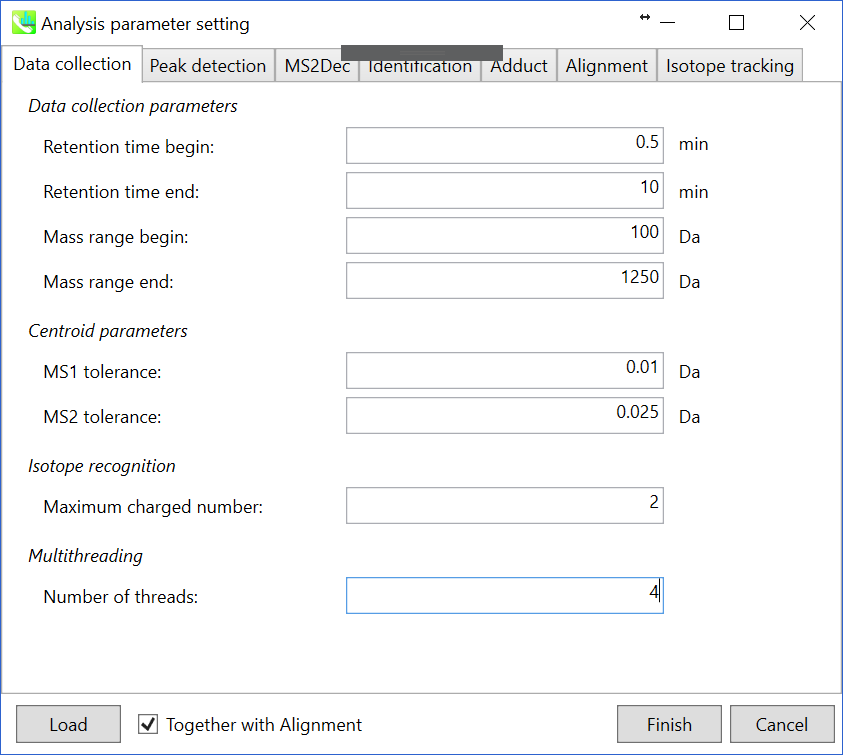 Analysis parameter setting
Data collection Peak detection MS2Dec Identification Adduct Alignment Isotope tracking
Data collection parameters
Retention time begin: 0.5 min
Retention time end: 10 min
Mass range begin: 100 Da
Mass range end: 1250 Da
Centroid parameters
MS1 tolerance: 0.01 Da
MS2 tolerance: 0.025 Da
Isotope recognition
Maximum charged number: 2
Multithreading
Number of threads: 4
Load Together with Alignment Finish Cancel